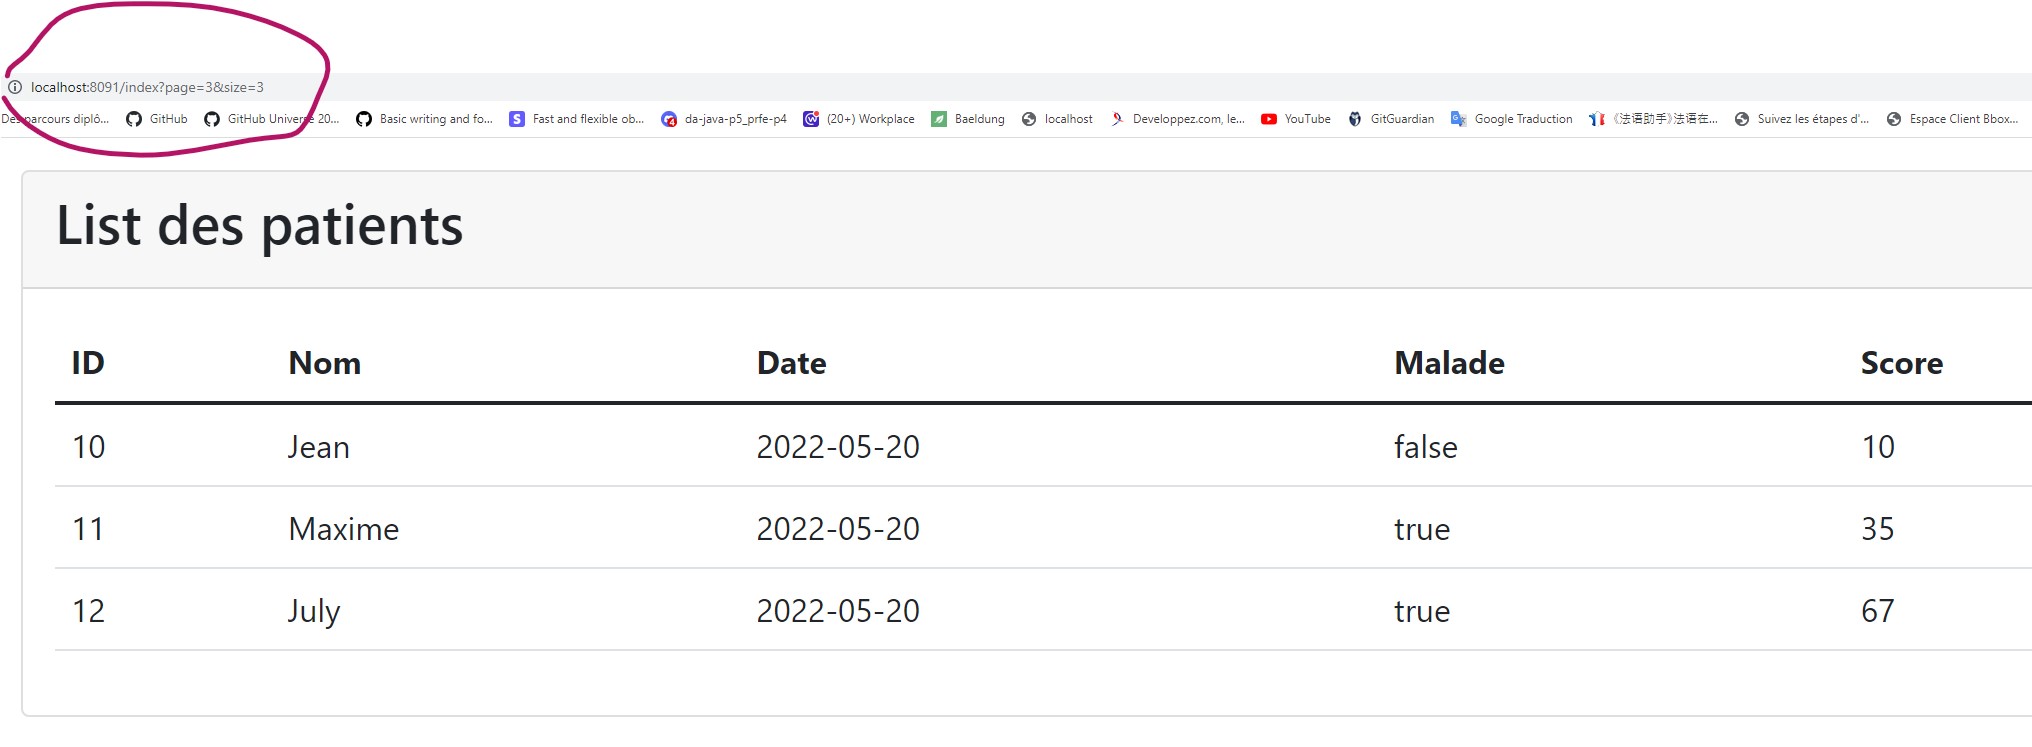 localhost:8091/index?page=3&size=3
Des parcours diplô... GitHub GitHub Universe 20... Basic writing and fo... S Fast and flexible ob... 4 da-java-p5_prfe-p4 W (20+) Workplace Baeldung localhost Developpez.com, le... YouTube GitGuardian Google Traduction 《法语助手》法语在... Suivez les étapes d'... Espace Client Bbox...
List des patients
ID Nom Date Malade Score
10 Jean 2022-05-20 false 10
11 Maxime 2022-05-20 true 35
12 July 2022-05-20 true 67